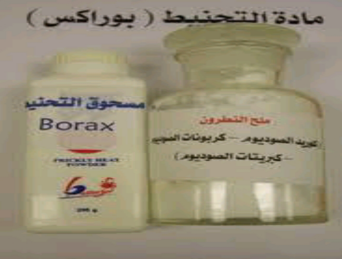 مادة التحنيط ( بوراكس )
مسحوق التحنيط
Borax
PRICKLY HEAT
POWDER
ملح النطرون
(كلوريد الصوديوم – كربونات الصوديوم
– كبريتات الصوديوم)